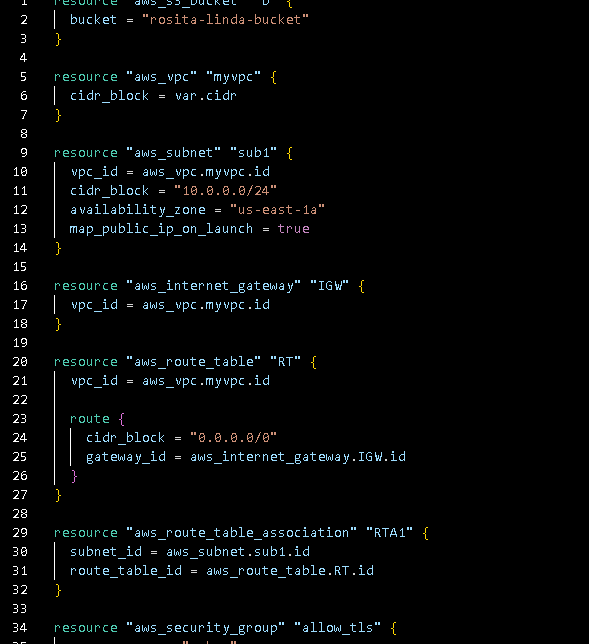 1 resource "aws_s3_bucket" "b" {
2 bucket = "rosita-linda-bucket"
3 }
4
5 resource "aws_vpc" "myvpc" {
6 cidr_block = var.cidr
7 }
8
9 resource "aws_subnet" "sub1" {
10 vpc_id = aws_vpc.myvpc.id
11 cidr_block = "10.0.0.0/24"
12 availability_zone = "us-east-1a"
13 map_public_ip_on_launch = true
14 }
15
16 resource "aws_internet_gateway" "IGW" {
17 vpc_id = aws_vpc.myvpc.id
18 }
19
20 resource "aws_route_table" "RT" {
21 vpc_id = aws_vpc.myvpc.id
22
23 route {
24 cidr_block = "0.0.0.0/0"
25 gateway_id = aws_internet_gateway.IGW.id
26 }
27 }
28
29 resource "aws_route_table_association" "RTA1" {
30 subnet_id = aws_subnet.sub1.id
31 route_table_id = aws_route_table.RT.id
32 }
33
34 resource "aws_security_group" "allow_tls" {